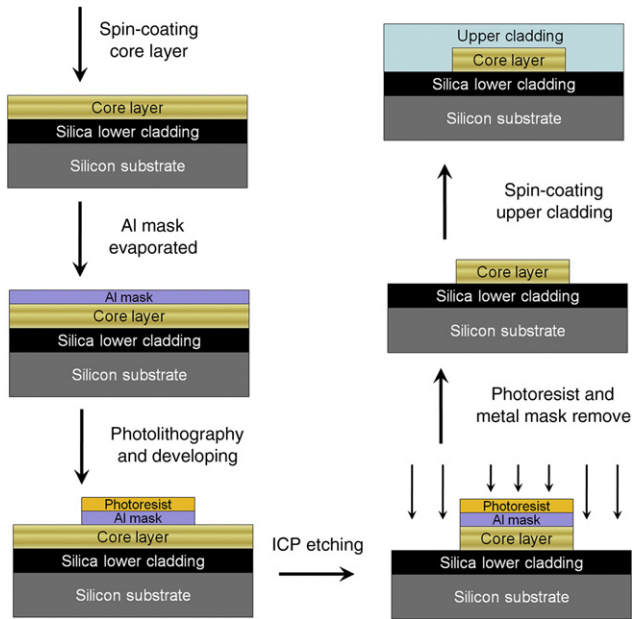 Spin-coating
core layer
Core layer
Silica lower cladding
Silicon substrate
Al mask
evaporated
Al mask
Core layer
Silica lower cladding
Silicon substrate
Photolithography
and developing
Photoresist
Al mask
Core layer
Silica lower cladding
Silicon substrate
ICP etching
Photoresist
Al mask
Core layer
Silica lower cladding
Silicon substrate
Photoresist and
metal mask remove
Core layer
Silica lower cladding
Silicon substrate
Spin-coating
upper cladding
Upper cladding
Core layer
Silica lower cladding
Silicon substrate